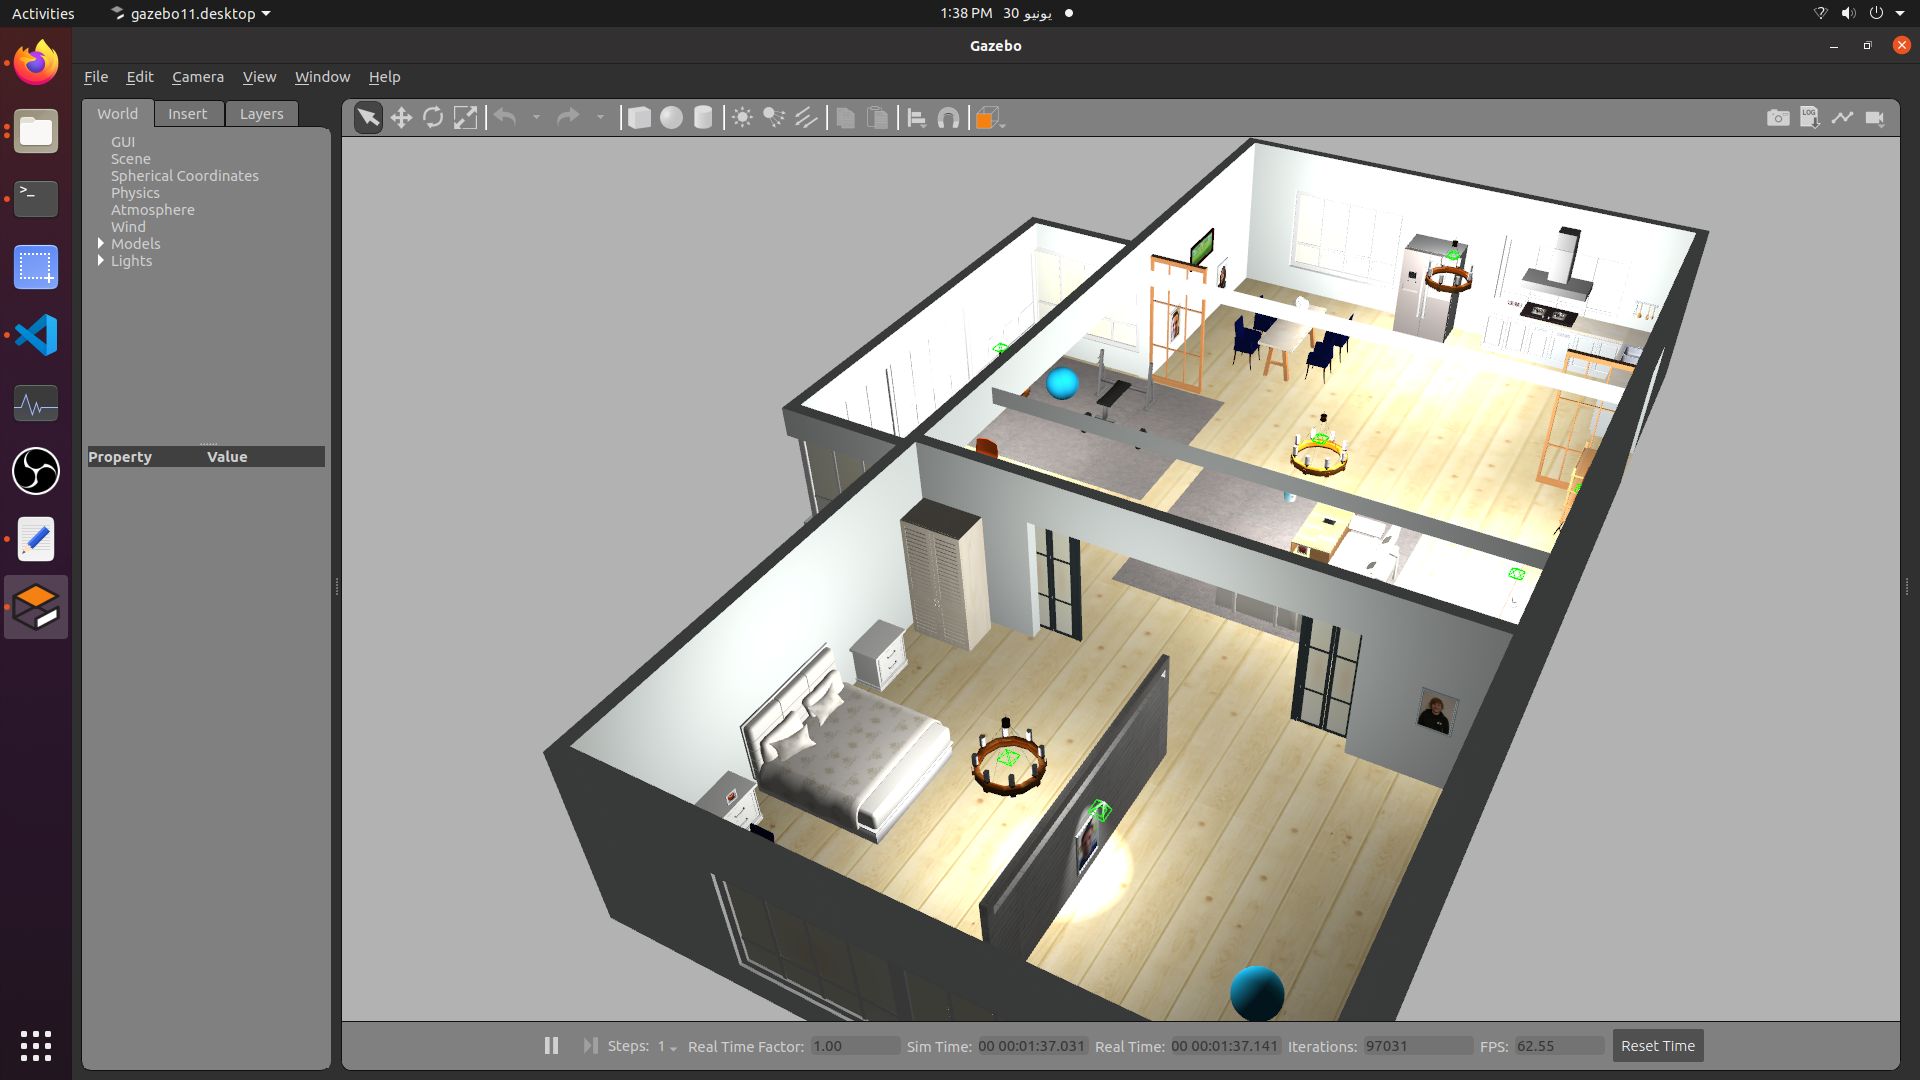 Activities
gazebo11.desktop
1:38 PM 30 يونيو
Gazebo
File Edit Camera View Window Help
World Insert Layers
GUI
Scene
Spherical Coordinates
Physics
Atmosphere
Wind
Models
Lights
Property Value
LOG
Steps: 1 Real Time Factor: 1.00 Sim Time: 00 00:01:37.031 Real Time: 00 00:01:37.141 Iterations: 97031 FPS: 62.55 Reset Time